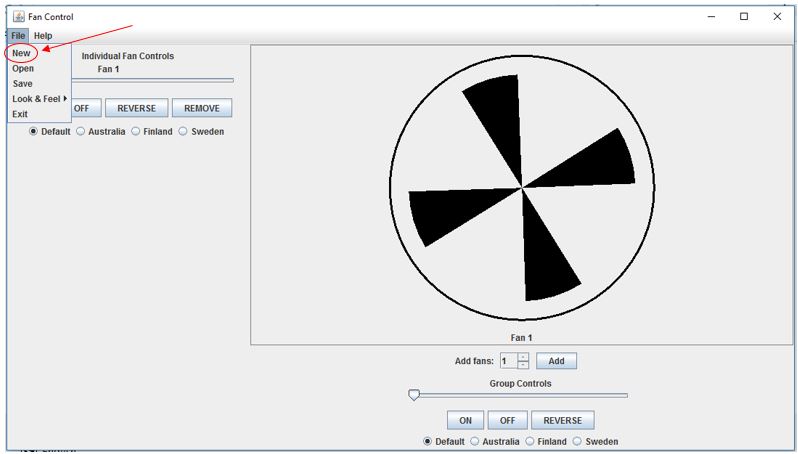 Fan Control
File Help
New
Open
Save
Look & Feel
Exit
Individual Fan Controls
Fan 1
OFF REVERSE REMOVE
Default Australia Finland Sweden
Fan 1
Add fans: 1 Add
Group Controls
ON OFF REVERSE
Default Australia Finland Sweden